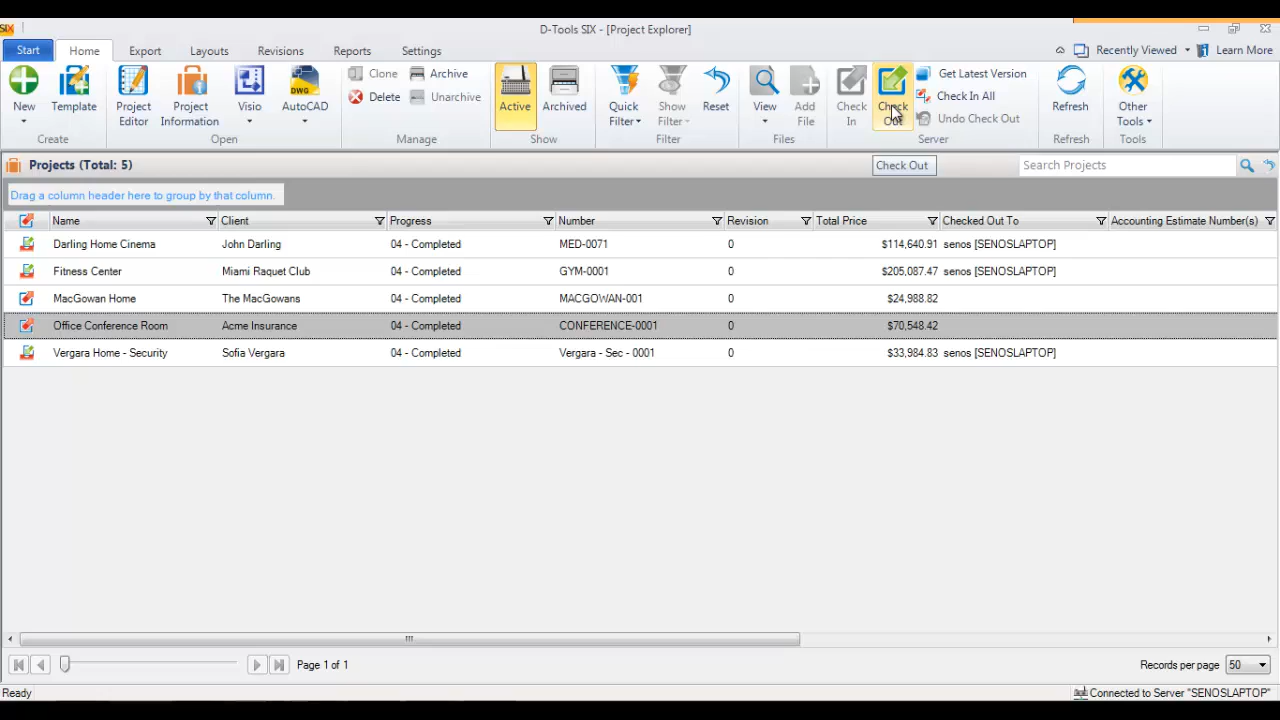 SIX
D-Tools SIX - [Project Explorer]
Start Home Export Layouts Revisions Reports Settings Recently Viewed Learn More
New Template Project Editor Project Information Visio AutoCAD DWG Clone Delete Archive Unarchive Active Archived Quick Filter Show Filter Reset View Add File Check In Check Out Get Latest Version Check In All Undo Check Out Refresh Other Tools
Create Open Manage Show Filter Files Server Refresh Tools
Projects (Total: 5) Check Out Search Projects
Drag a column header here to group by that column.
Name Client Progress Number Revision Total Price Checked Out To Accounting Estimate Number(s)
Darling Home Cinema John Darling 04 - Completed MED-0071 0 $114,640.91 senos [SENOSLAPTOP]
Fitness Center Miami Raquet Club 04 - Completed GYM-0001 0 $205,087.47 senos [SENOSLAPTOP]
MacGowan Home The MacGowans 04 - Completed MACGOWAN-001 0 $24,988.82
Office Conference Room Acme Insurance 04 - Completed CONFERENCE-0001 0 $70,548.42
Vergara Home - Security Sofia Vergara 04 - Completed Vergara - Sec - 0001 0 $33,984.83 senos [SENOSLAPTOP]
Page 1 of 1 Records per page 50
Ready Connected to Server "SENOSLAPTOP"